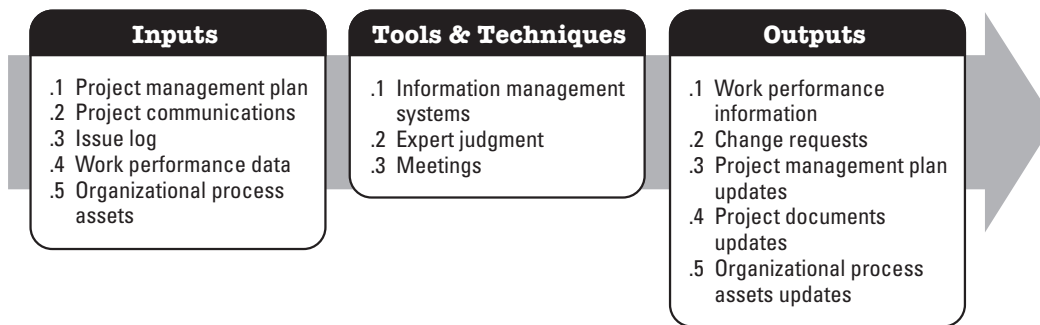 Inputs
.1 Project management plan
.2 Project communications
.3 Issue log
.4 Work performance data
.5 Organizational process
assets
Tools & Techniques
.1 Information management
systems
.2 Expert judgment
.3 Meetings
Outputs
.1 Work performance
information
.2 Change requests
.3 Project management plan
updates
.4 Project documents
updates
.5 Organizational process
assets updates